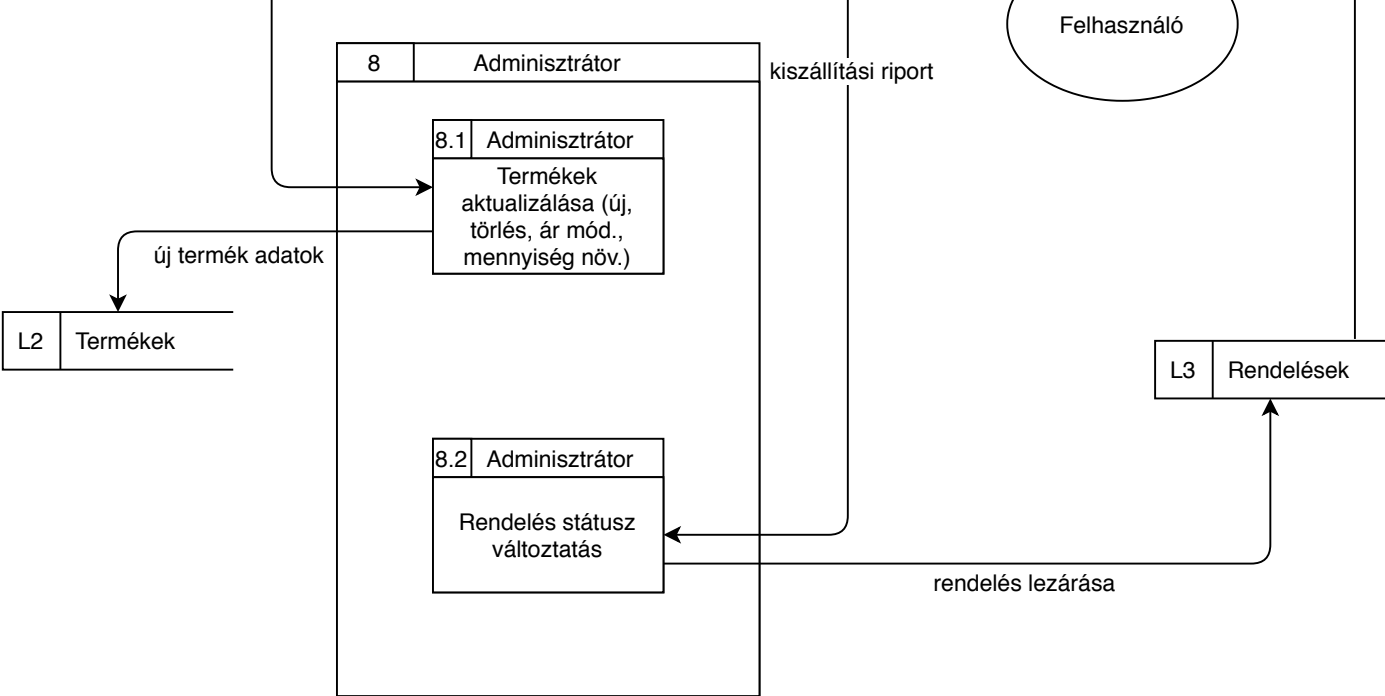 Felhasználó
8 Adminisztrátor
kiszállítási riport
8.1 Adminisztrátor
Termékek
aktualizálása (új,
törlés, ár mód.,
mennyiség növ.)
új termék adatok
L2 Termékek
L3 Rendelések
8.2 Adminisztrátor
Rendelés státusz
változtatás
rendelés lezárása